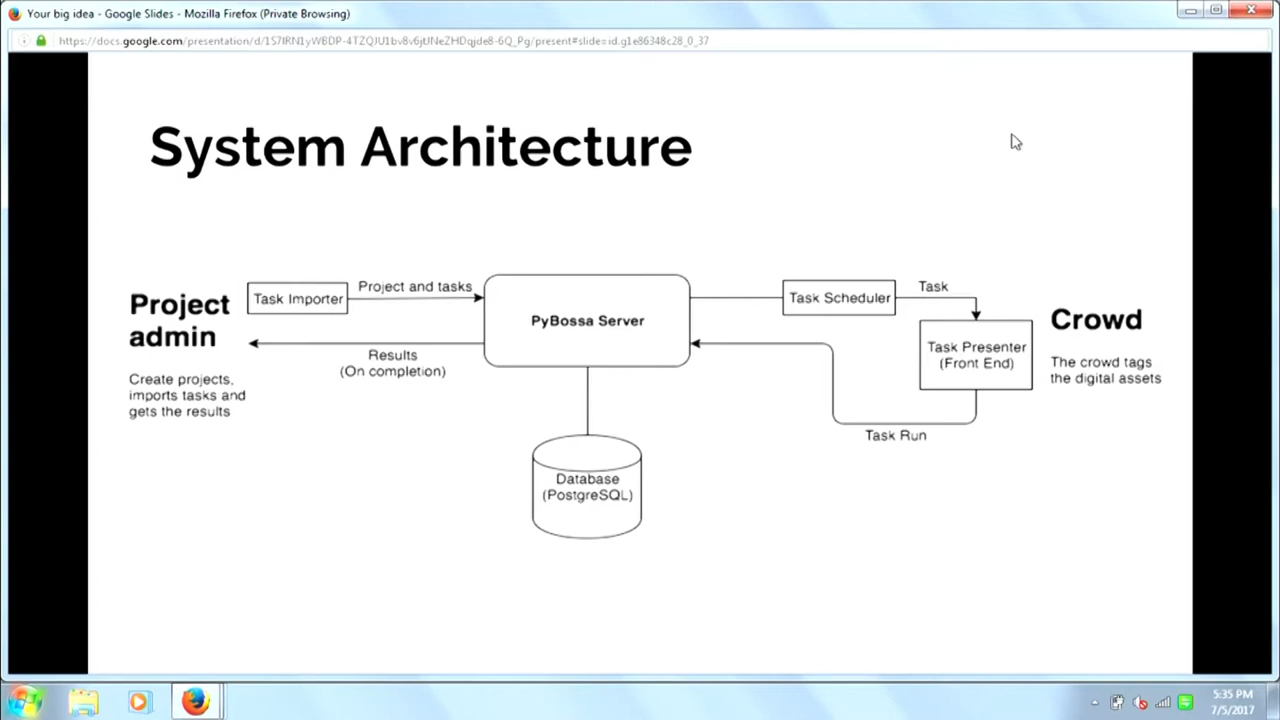 Your big idea - Google Slides - Mozilla Firefox (Private Browsing)
System Architecture
Project
admin
Create projects,
imports tasks and
gets the results
Task Importer
Project and tasks
Results
(On completion)
PyBossa Server
Database
(PostgreSQL)
Task Scheduler
Task
Task Presenter
(Front End)
Task Run
Crowd
The crowd tags
the digital assets
5:35 PM
7/5/2017